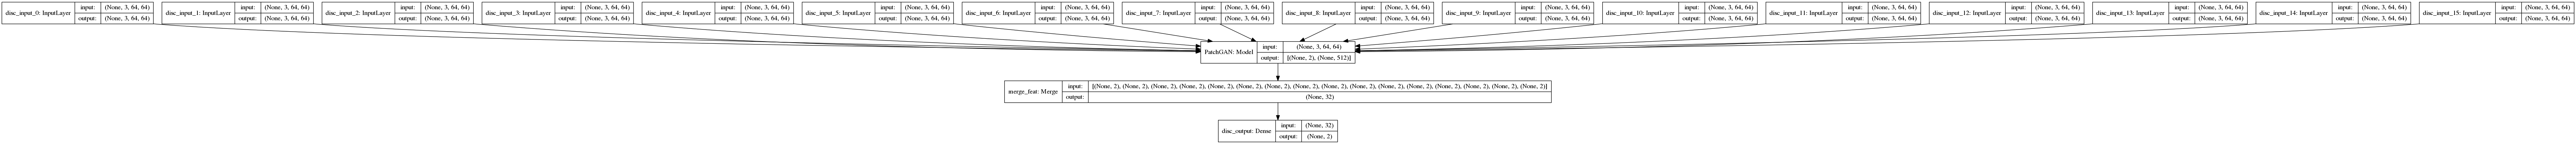 disc_input_0: InputLayer input: (None, 3, 64, 64) output: (None, 3, 64, 64)
disc_input_1: InputLayer input: (None, 3, 64, 64) output: (None, 3, 64, 64)
disc_input_2: InputLayer input: (None, 3, 64, 64) output: (None, 3, 64, 64)
disc_input_3: InputLayer input: (None, 3, 64, 64) output: (None, 3, 64, 64)
disc_input_4: InputLayer input: (None, 3, 64, 64) output: (None, 3, 64, 64)
disc_input_5: InputLayer input: (None, 3, 64, 64) output: (None, 3, 64, 64)
disc_input_6: InputLayer input: (None, 3, 64, 64) output: (None, 3, 64, 64)
disc_input_7: InputLayer input: (None, 3, 64, 64) output: (None, 3, 64, 64)
disc_input_8: InputLayer input: (None, 3, 64, 64) output: (None, 3, 64, 64)
disc_input_9: InputLayer input: (None, 3, 64, 64) output: (None, 3, 64, 64)
disc_input_10: InputLayer input: (None, 3, 64, 64) output: (None, 3, 64, 64)
disc_input_11: InputLayer input: (None, 3, 64, 64) output: (None, 3, 64, 64)
disc_input_12: InputLayer input: (None, 3, 64, 64) output: (None, 3, 64, 64)
disc_input_13: InputLayer input: (None, 3, 64, 64) output: (None, 3, 64, 64)
disc_input_14: InputLayer input: (None, 3, 64, 64) output: (None, 3, 64, 64)
disc_input_15: InputLayer input: (None, 3, 64, 64) output: (None, 3, 64, 64)
PatchGAN: Model input: (None, 3, 64, 64) output: [(None, 2), (None, 512)]
merge_feat: Merge input: [(None, 2), (None, 2), (None, 2), (None, 2), (None, 2), (None, 2), (None, 2), (None, 2), (None, 2), (None, 2), (None, 2), (None, 2), (None, 2), (None, 2), (None, 2), (None, 2)] output: (None, 32)
disc_output: Dense input: (None, 32) output: (None, 2)